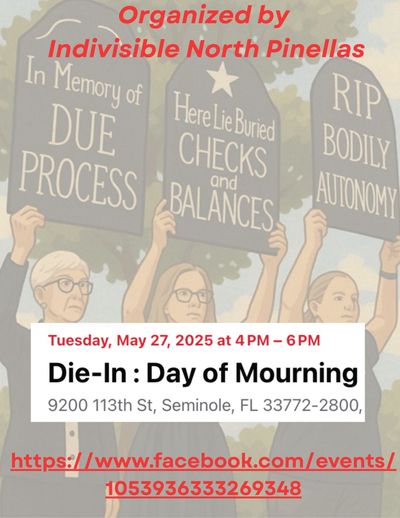 Organized by
Indivisible North Pinellas
In Memory of
DUE
PROCESS
Here Lie Buried
CHECKS
and
BALANCES
RIP
BODILY
AUTONOMY
Tuesday, May 27, 2025 at 4 PM – 6 PM
Die-In : Day of Mourning
9200 113th St, Seminole, FL 33772-2800,
https://www.facebook.com/events/
1053936333269348